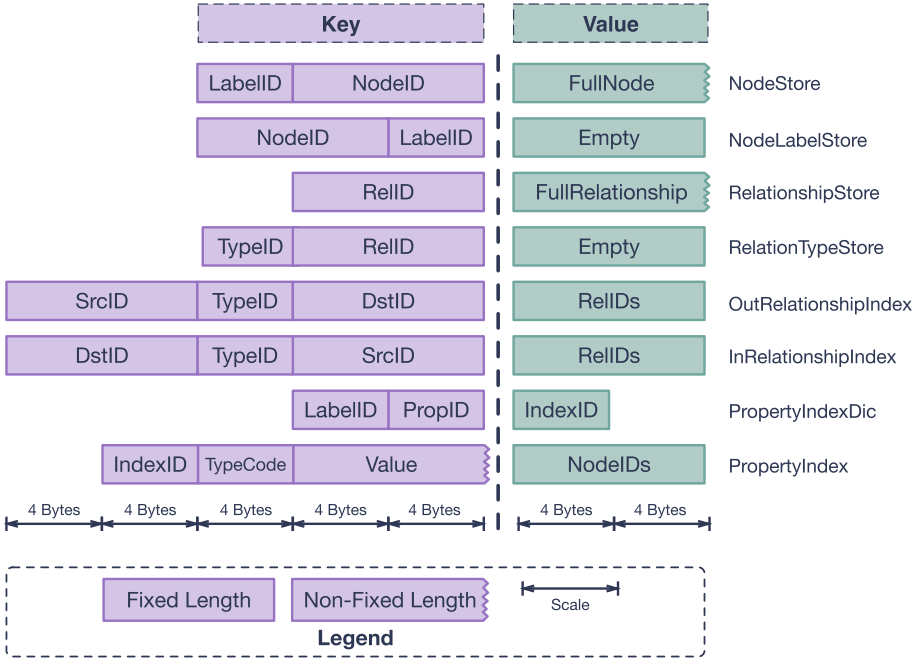 Key Value
LabelID NodeID FullNode NodeStore
NodeID LabelID Empty NodeLabelStore
RelID FullRelationship RelationshipStore
TypeID RelID Empty RelationTypeStore
SrcID TypeID DstID RelIDs OutRelationshipIndex
DstID TypeID SrcID RelIDs InRelationshipIndex
LabelID PropID IndexID PropertyIndexDic
IndexID TypeCode Value NodeIDs PropertyIndex
4 Bytes 4 Bytes 4 Bytes 4 Bytes 4 Bytes 4 Bytes 4 Bytes
Fixed Length Non-Fixed Length Scale
Legend